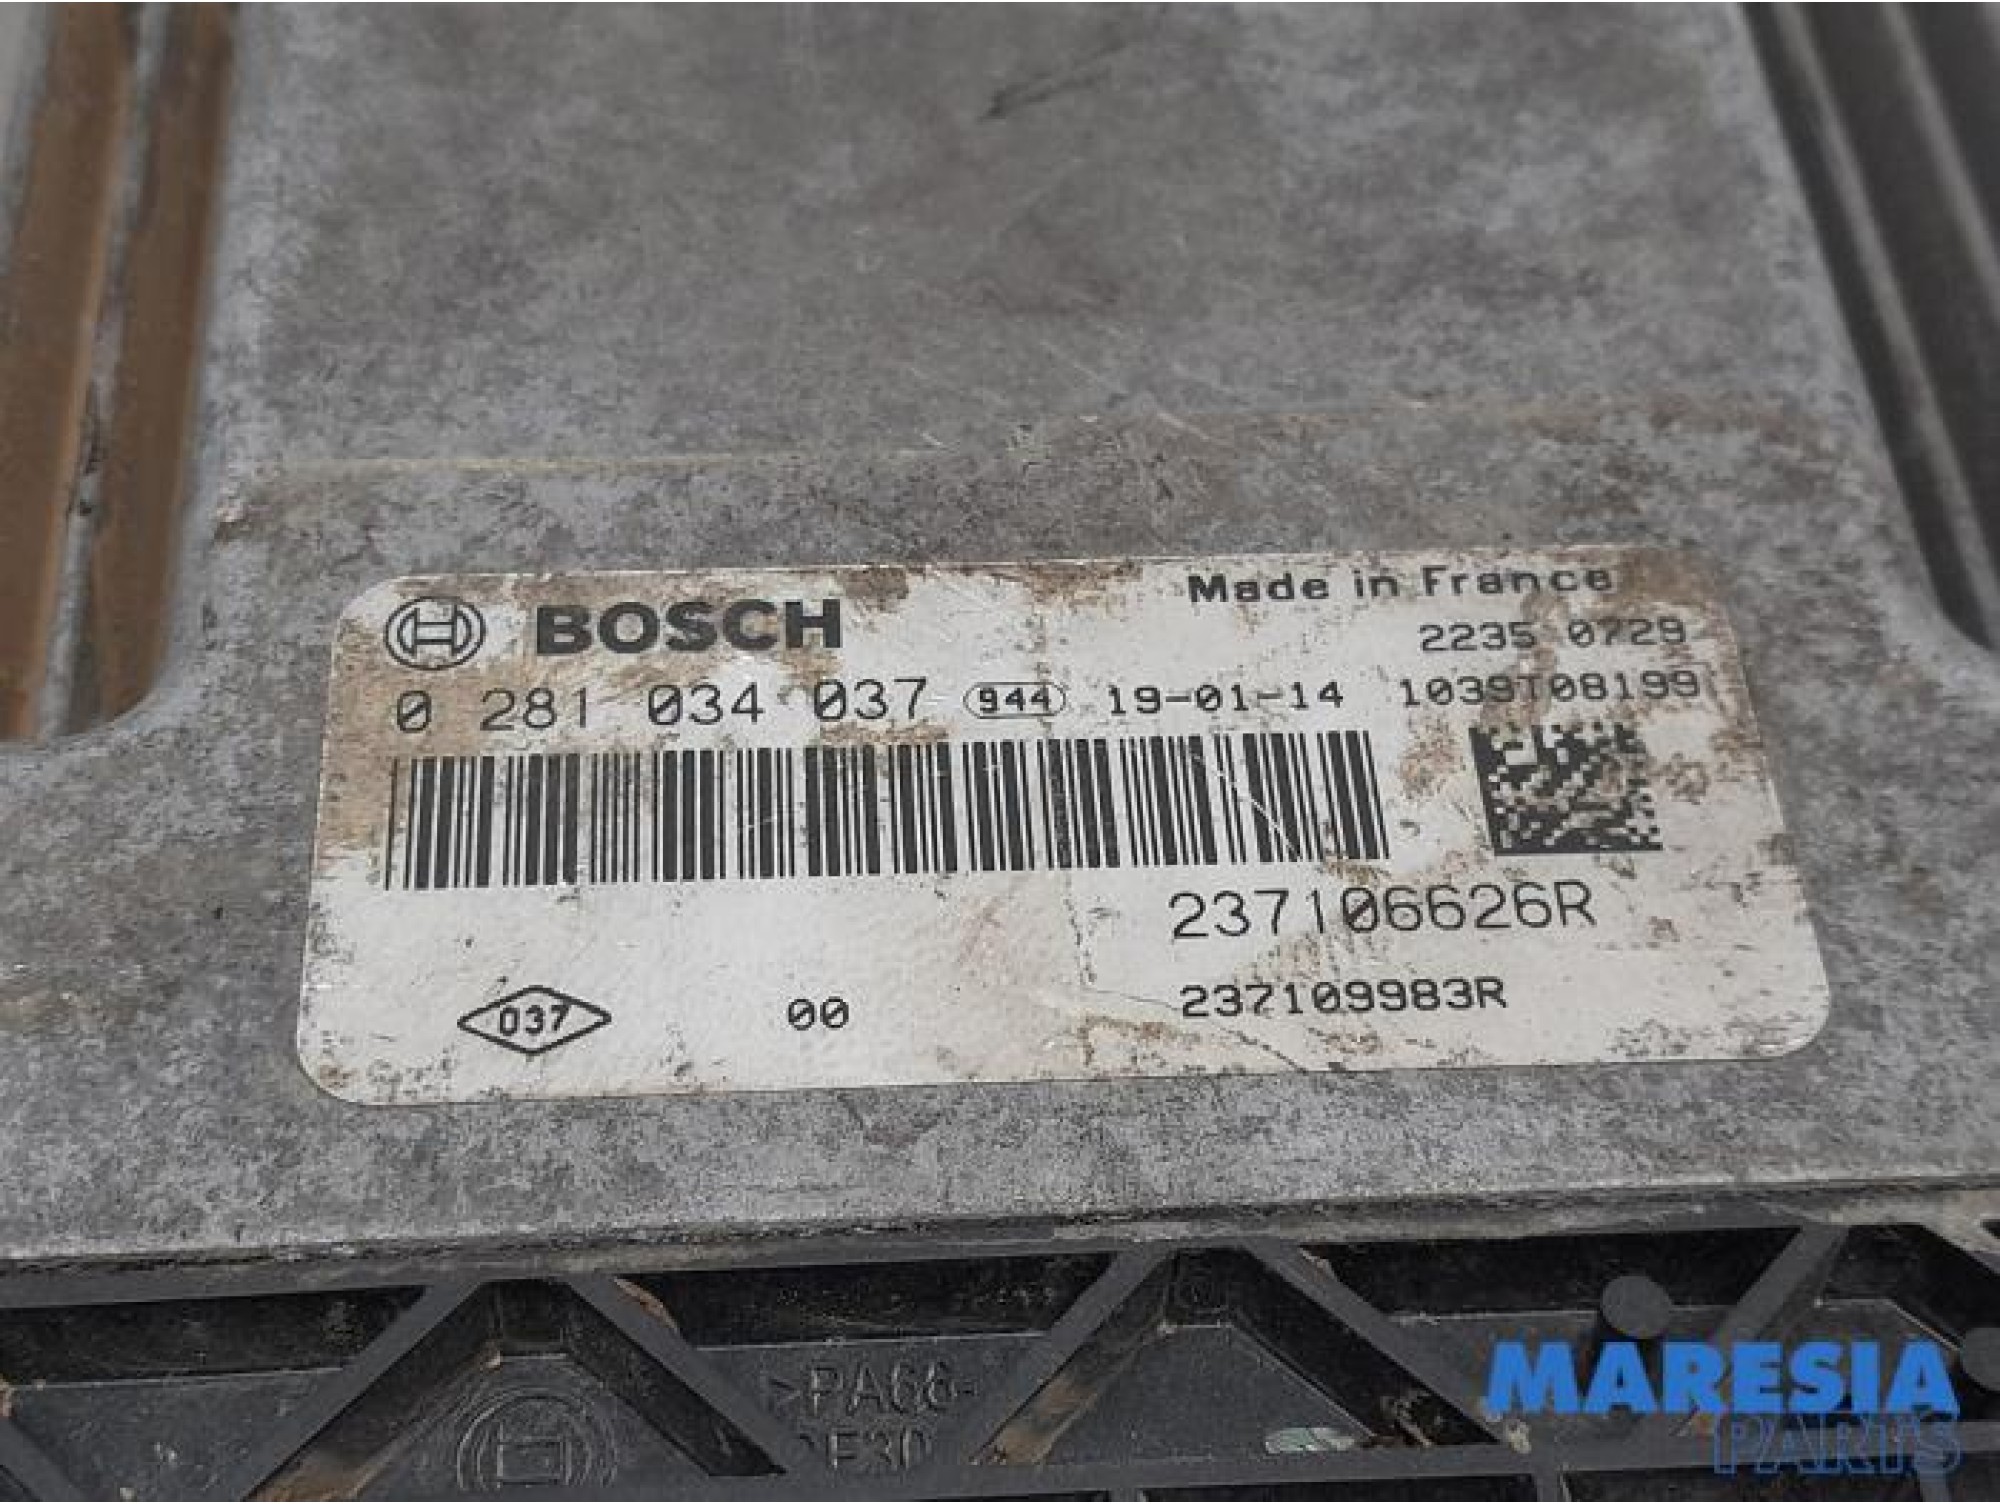 BOSCH
Made in France
2235 0729
0 281 034 037 944 19-01-14 1039T08199
237106626R
037 00 237109983R
>PA66-
MARESIA
PARTS